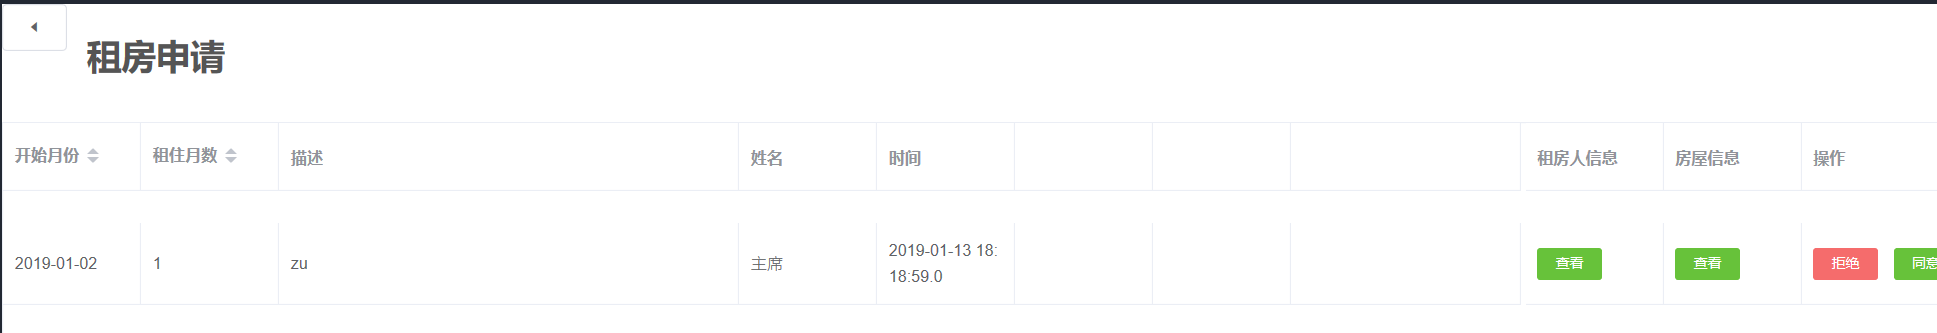 租房申请
开始月份 租住月数 描述 姓名 时间 租房人信息 房屋信息 操作
2019-01-02 1 zu 主席 2019-01-13 18: 查看 查看 拒绝 同意
18:59.0